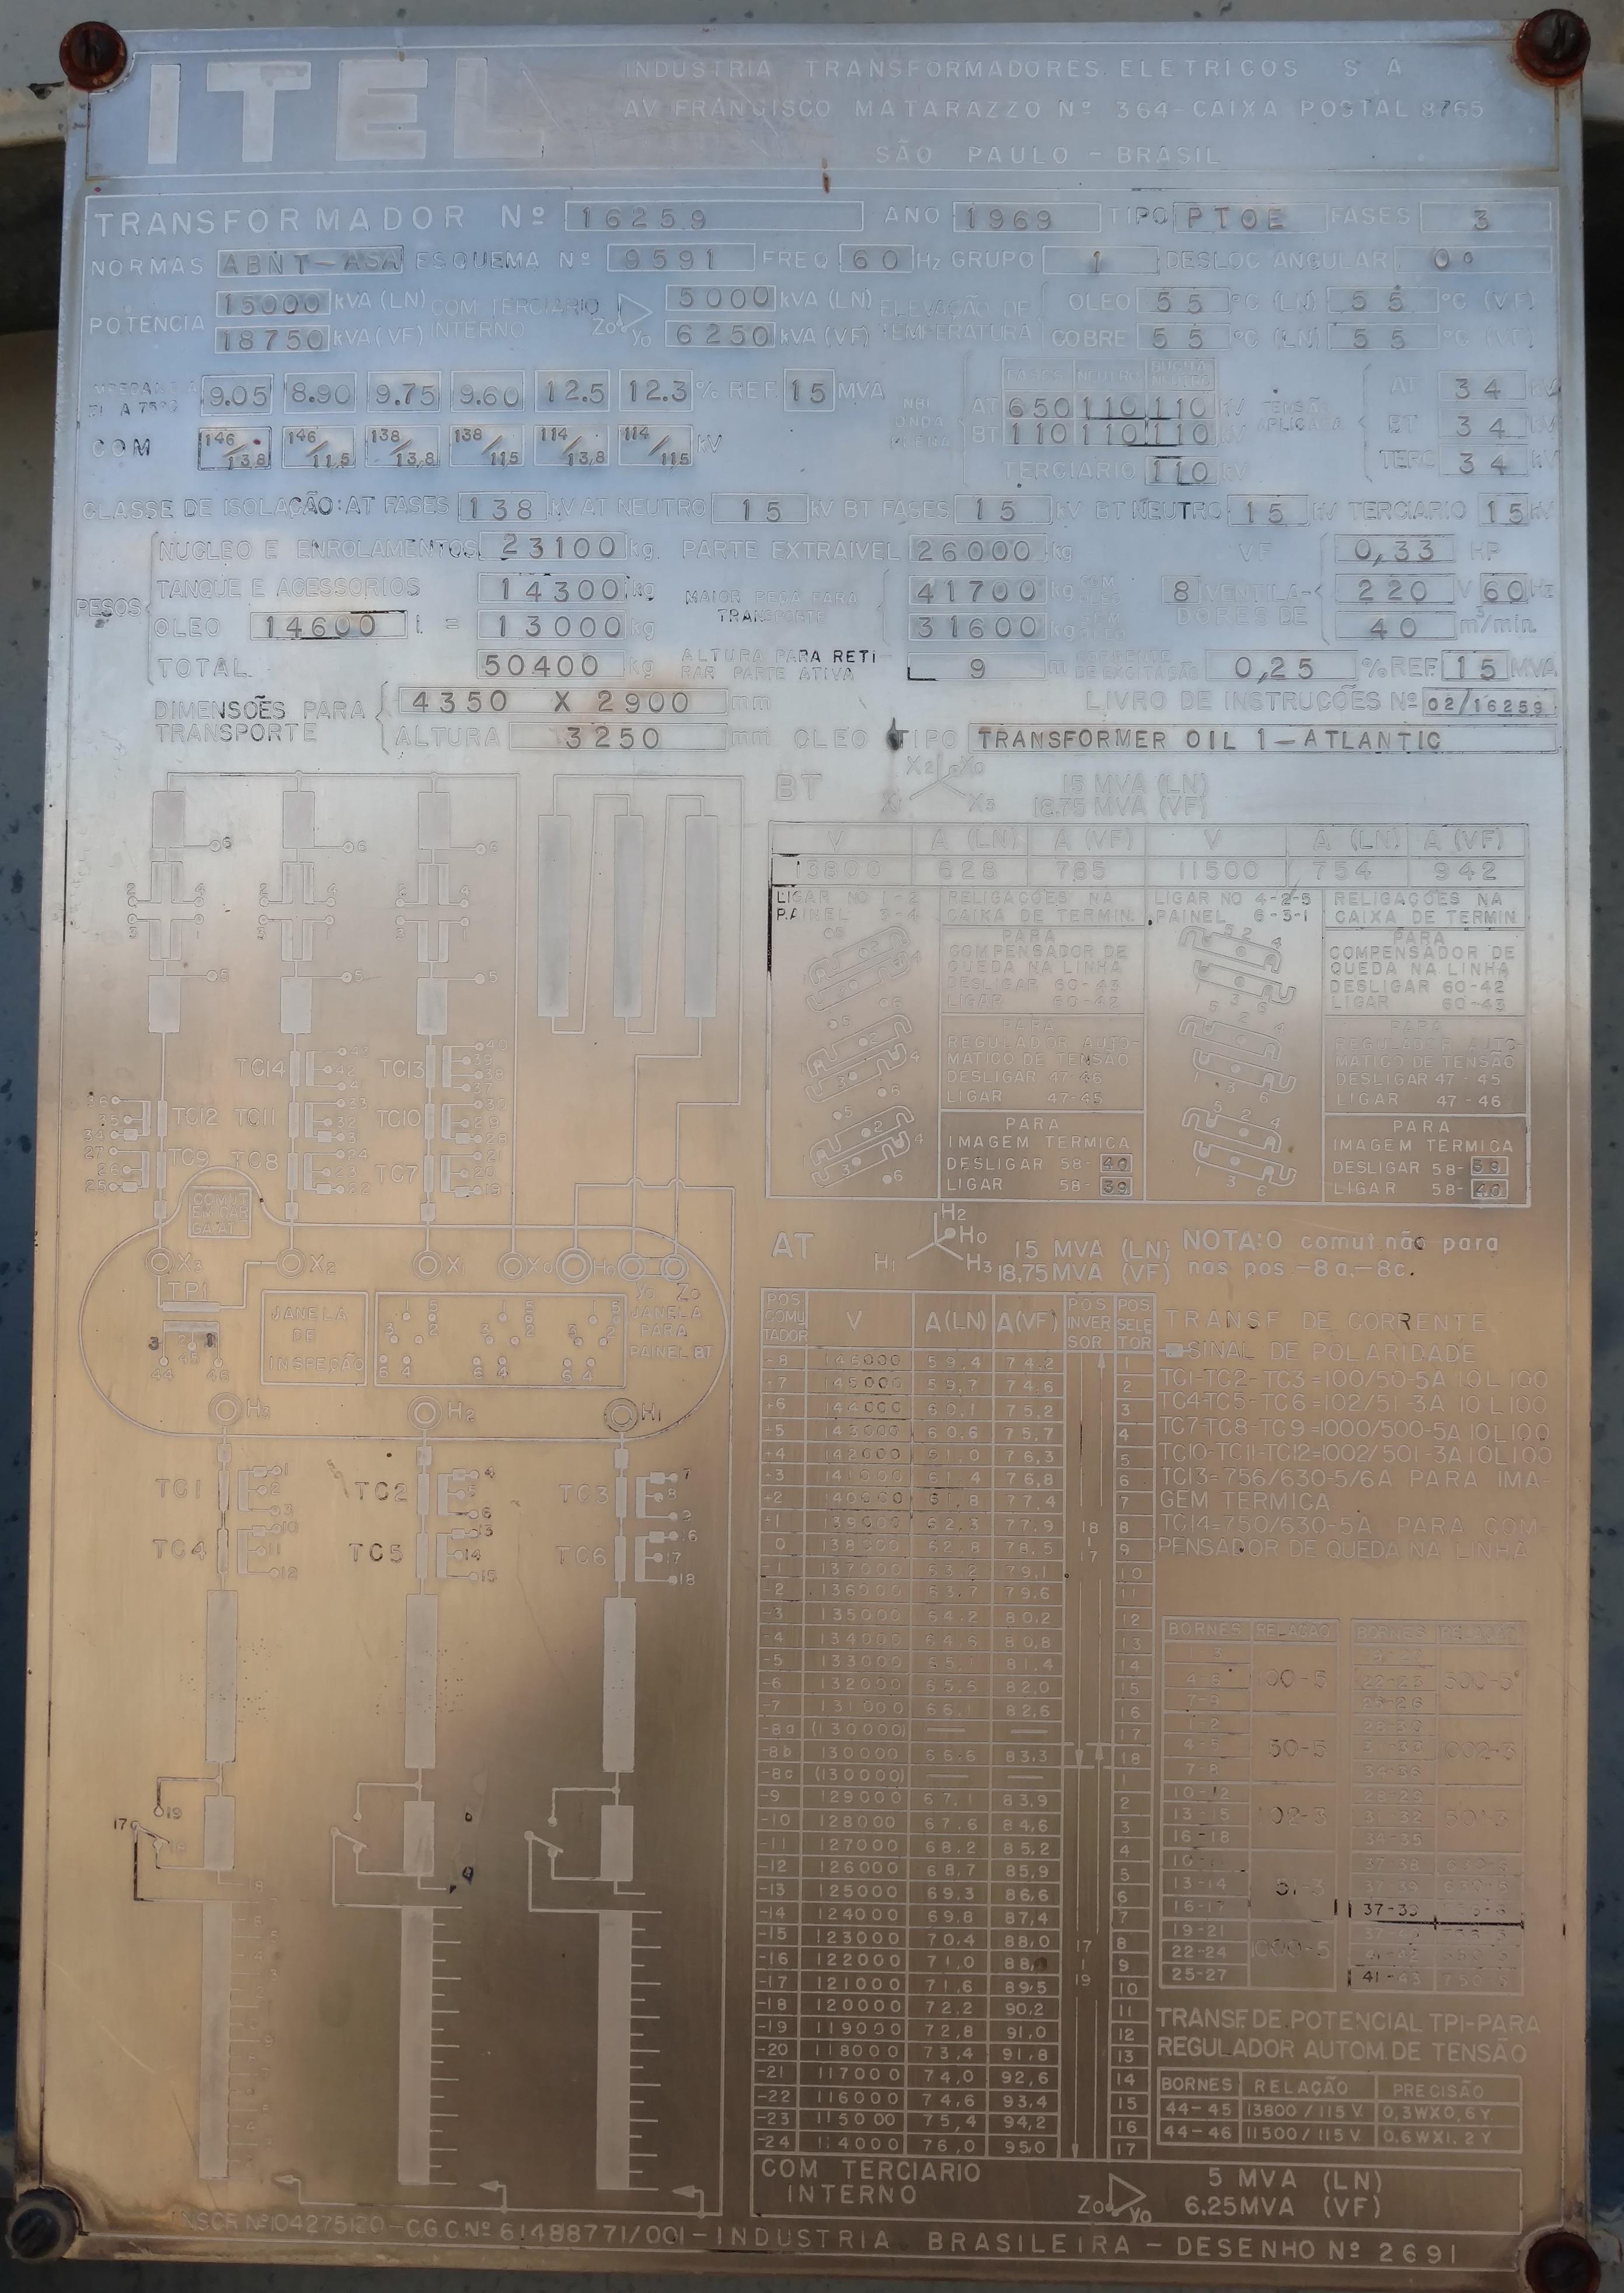 ITEL
INDUSTRIA TRANSFORMADORES ELETRICOS S A
AV FRANCISCO MATARAZZO Nº 364-CAIXA POSTAL 8765
SÃO PAULO - BRASIL
TRANSFORMADOR Nº 16259 ANO 1969 TIPO PTOE FASES 3
NORMAS ABNT-ASA ESQUEMA Nº 9591 FREQ 60 Hz GRUPO 1 DESLOC ANGULAR 0º
POTENCIA 15000 kVA (LN) COM TERCIARIO INTERNO Zo yo 5000 kVA (LN) ELEVAÇÃO DE TEMPERATURA OLEO 55 ºC (LN) 55 ºC (VF)
18750 kVA (VF) 6250 kVA (VF) COBRE 55 ºC (LN) 55 ºC (VF)
9.05 8.90 9.75 9.60 12.5 12.3 % REF. 15 MVA
COM 146/13,8 146/11,5 138/13,8 138/11,5 114/13,8 114/11,5 kV
FASES NEUTRO BUCHA NEUTRO
NBI ONDA PLENA AT 650 110 110 kV TENSÃO APLICADA AT 34 kV
BT 110 110 110 kV BT 34 kV
TERCIARIO 110 kV TERC 34 kV
CLASSE DE ISOLAÇÃO: AT FASES 138 kV AT NEUTRO 15 kV BT FASES 15 kV BT NEUTRO 15 kV TERCIARIO 15 kV
PESOS
NUCLEO E ENROLAMENTOS 23100 kg. PARTE EXTRAIVEL 26000 kg VF 0,33 HP
TANQUE E ACESSORIOS 14300 kg MAIOR PEÇA PARA TRANSPORTE 41700 kg COM 8 VENTILADORES DE 220 V 60 Hz
OLEO 14600 l. = 13000 kg 31600 kg 40 m³/min.
TOTAL 50400 kg ALTURA PARA RETIRAR PARTE ATIVA 9 m CORRENTE DE EXCITAÇÃO 0,25 % REF. 15 MVA
DIMENSÕES PARA TRANSPORTE 4350 X 2900 mm LIVRO DE INSTRUÇÕES Nº 02/16259
ALTURA 3250 mm OLEO TIPO TRANSFORMER OIL 1-ATLANTIC
BT X2 Xo X1 X3 15 MVA (LN)
18.75 MVA (VF)
V A (LN) A (VF) V A (LN) A (VF)
13800 628 785 11500 754 942
LIGAR NO PAINEL 1-2 3-4
RELIGAÇÕES NA CAIXA DE TERMIN.
PARA COMPENSADOR DE QUEDA NA LINHA
DESLIGAR 60-43
LIGAR 60-42
PARA REGULADOR AUTOMATICO DE TENSÃO
DESLIGAR 47-46
LIGAR 47-45
PARA IMAGEM TERMICA
DESLIGAR 58-40
LIGAR 58-39
LIGAR NO PAINEL 4-2-5 6-3-1
RELIGAÇÕES NA CAIXA DE TERMIN
PARA COMPENSADOR DE QUEDA NA LINHA
DESLIGAR 60-42
LIGAR 60-43
PARA REGULADOR AUTOMATICO DE TENSÃO
DESLIGAR 47-45
LIGAR 47-46
PARA IMAGEM TERMICA
DESLIGAR 58-39
LIGAR 58-40
TC14 TC13
TC12 TC11 TC10
TC9 TC8 TC7
COMUT EM CARGA AT
X3 X2 X1 Xo Ho yo Zo
TP1
JANELA DE INSPEÇÃO
JANELA PARA PAINEL BT
H3 H2 H1
TC1 TC2 TC3
TC4 TC5 TC6
17 19
AT H2 Ho H1 H3 15 MVA (LN)
18,75 MVA (VF)
NOTA: O comut. não para
nas pos -8a,-8c.
POS COMUTADOR V A (LN) A (VF) POS INVERSOR POS SELETOR
+8 146000 59.4 74.2 1
+7 145000 59,7 74.6 2
+6 144000 60,1 75,2 3
+5 143000 60,6 75,7 4
+4 142000 61,0 76,3 5
+3 141000 61,4 76,8 6
+2 140000 61,8 77,4 7
+1 139000 62,3 77,9 8
0 138000 62,8 78,5 9
-1 137000 63,2 79,1 10
-2 136000 63,7 79,6 11
-3 135000 64,2 80,2 12
-4 134000 64,6 80,8 13
-5 133000 65,1 81,4 14
-6 132000 65,6 82,0 15
-7 131000 66,1 82,6 16
-8a (130000) — — 17
-8b 130000 66,6 83,3 18
-8c (130000) — — 1
-9 129000 67,1 83,9 2
-10 128000 67,6 84,6 3
-11 127000 68,2 85,2 4
-12 126000 68,7 85,9 5
-13 125000 69,3 86,6 6
-14 124000 69,8 87,4 7
-15 123000 70,4 88,0 8
-16 122000 71,0 9
-17 121000 71,6 89,5 10
-18 120000 72,2 90,2 11
-19 119000 72,8 91,0 12
-20 118000 73,4 91,8 13
-21 117000 74,0 92,6 14
-22 116000 74,6 93,4 15
-23 115000 75,4 94,2 16
-24 114000 76,0 95,0 17
18-17
17-19
TRANSF DE CORRENTE
SINAL DE POLARIDADE
TC1-TC2-TC3=100/50-5A 10L100
TC4-TC5-TC6=102/51-3A 10L100
TC7-TC8-TC9=1000/500-5A 10L100
TC10-TC11-TC12=1002/501-3A 10L100
TC13=756/630-5/6A PARA IMA-
GEM TERMICA
TC14=750/630-5A PARA COM-
PENSADOR DE QUEDA NA LINHA
BORNES RELAÇÃO BORNES RELAÇÃO
1-3
4-6 100-5
7-9
1-2
4-5 50-5
7-8
10-12
13-15 102-3
16-18
13-14 51-3
16-17
19-21
22-24 1000-5
25-27
22-23 500-5
25-26
28-30
1002-3
34-36
28-29
31-32 501-3
34-35
37-38
37-39
41-42
41-43 750-5
TRANSF. DE POTENCIAL TP1-PARA
REGULADOR AUTOM. DE TENSÃO
BORNES RELAÇÃO PRECISÃO
44-45 13800/115 V. 0,3WX0,6Y
44-46 11500/115 V 0,6WX1,2Y
COM TERCIARIO INTERNO Zo yo 5 MVA (LN)
6.25MVA (VF)
INSCR Nº104275120-C.G.C Nº 61488771/001-INDUSTRIA BRASILEIRA - DESENHO Nº 2691